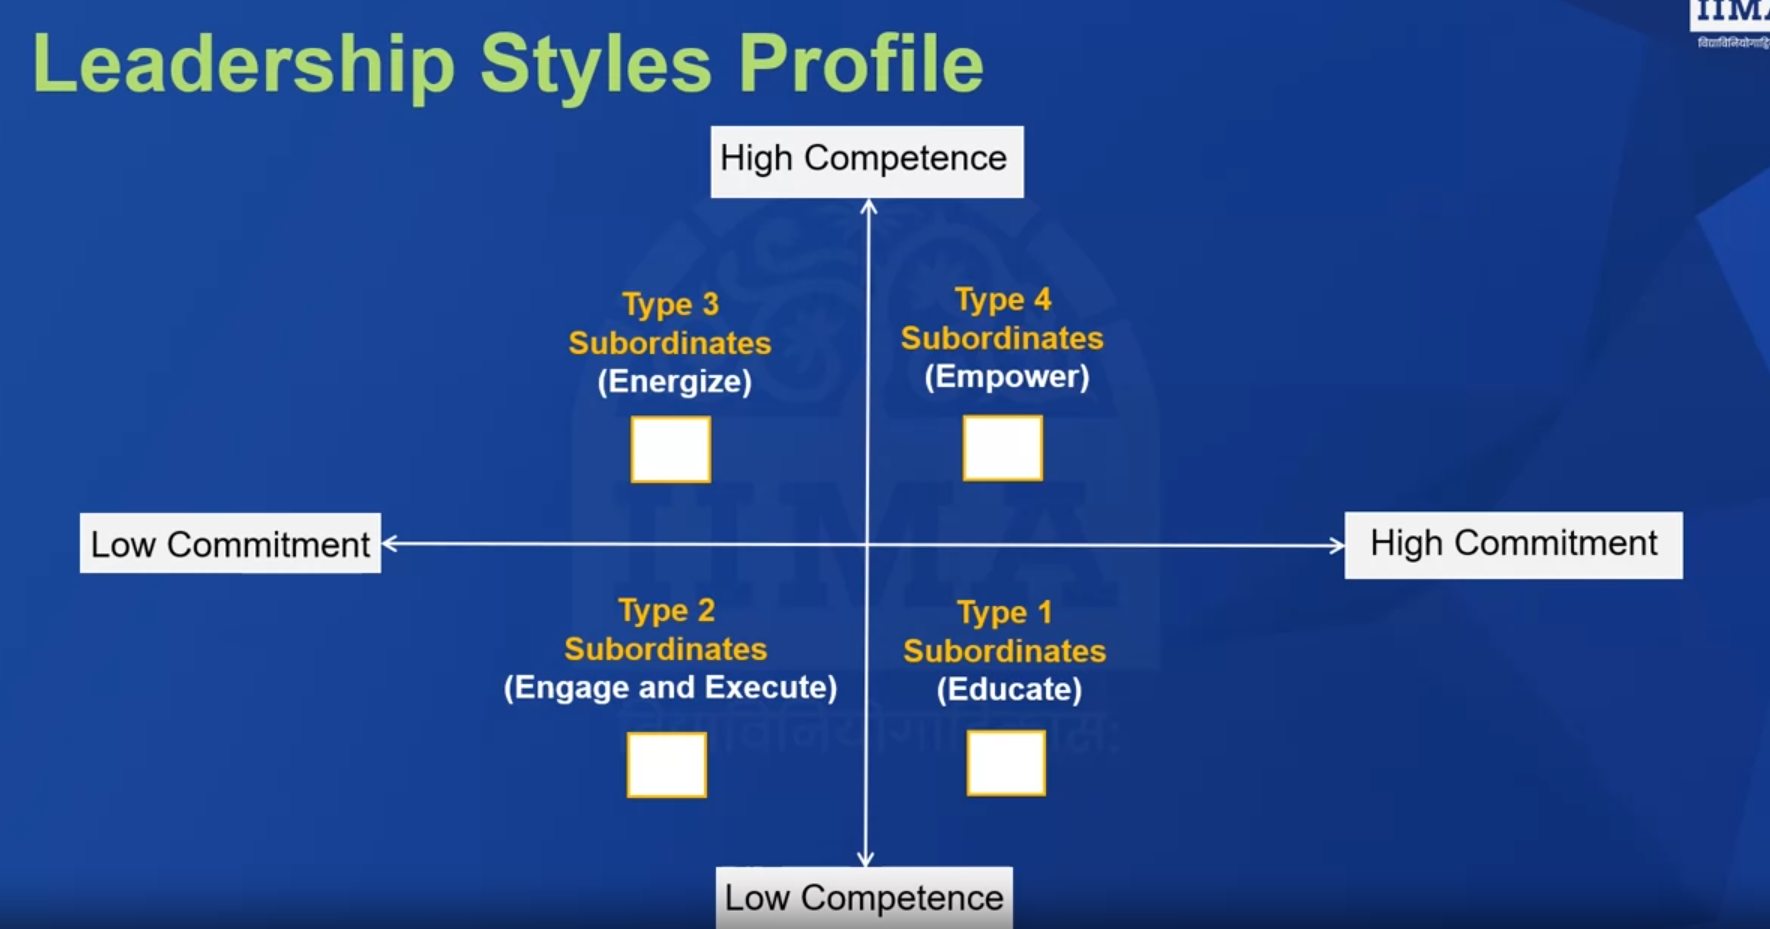 Leadership Styles Profile
IIMA
High Competence
Type 3
Subordinates
(Energize)
Type 4
Subordinates
(Empower)
Low Commitment
High Commitment
Type 2
Subordinates
(Engage and Execute)
Type 1
Subordinates
(Educate)
विद्याविनियोगाद्विकासः
Low Competence